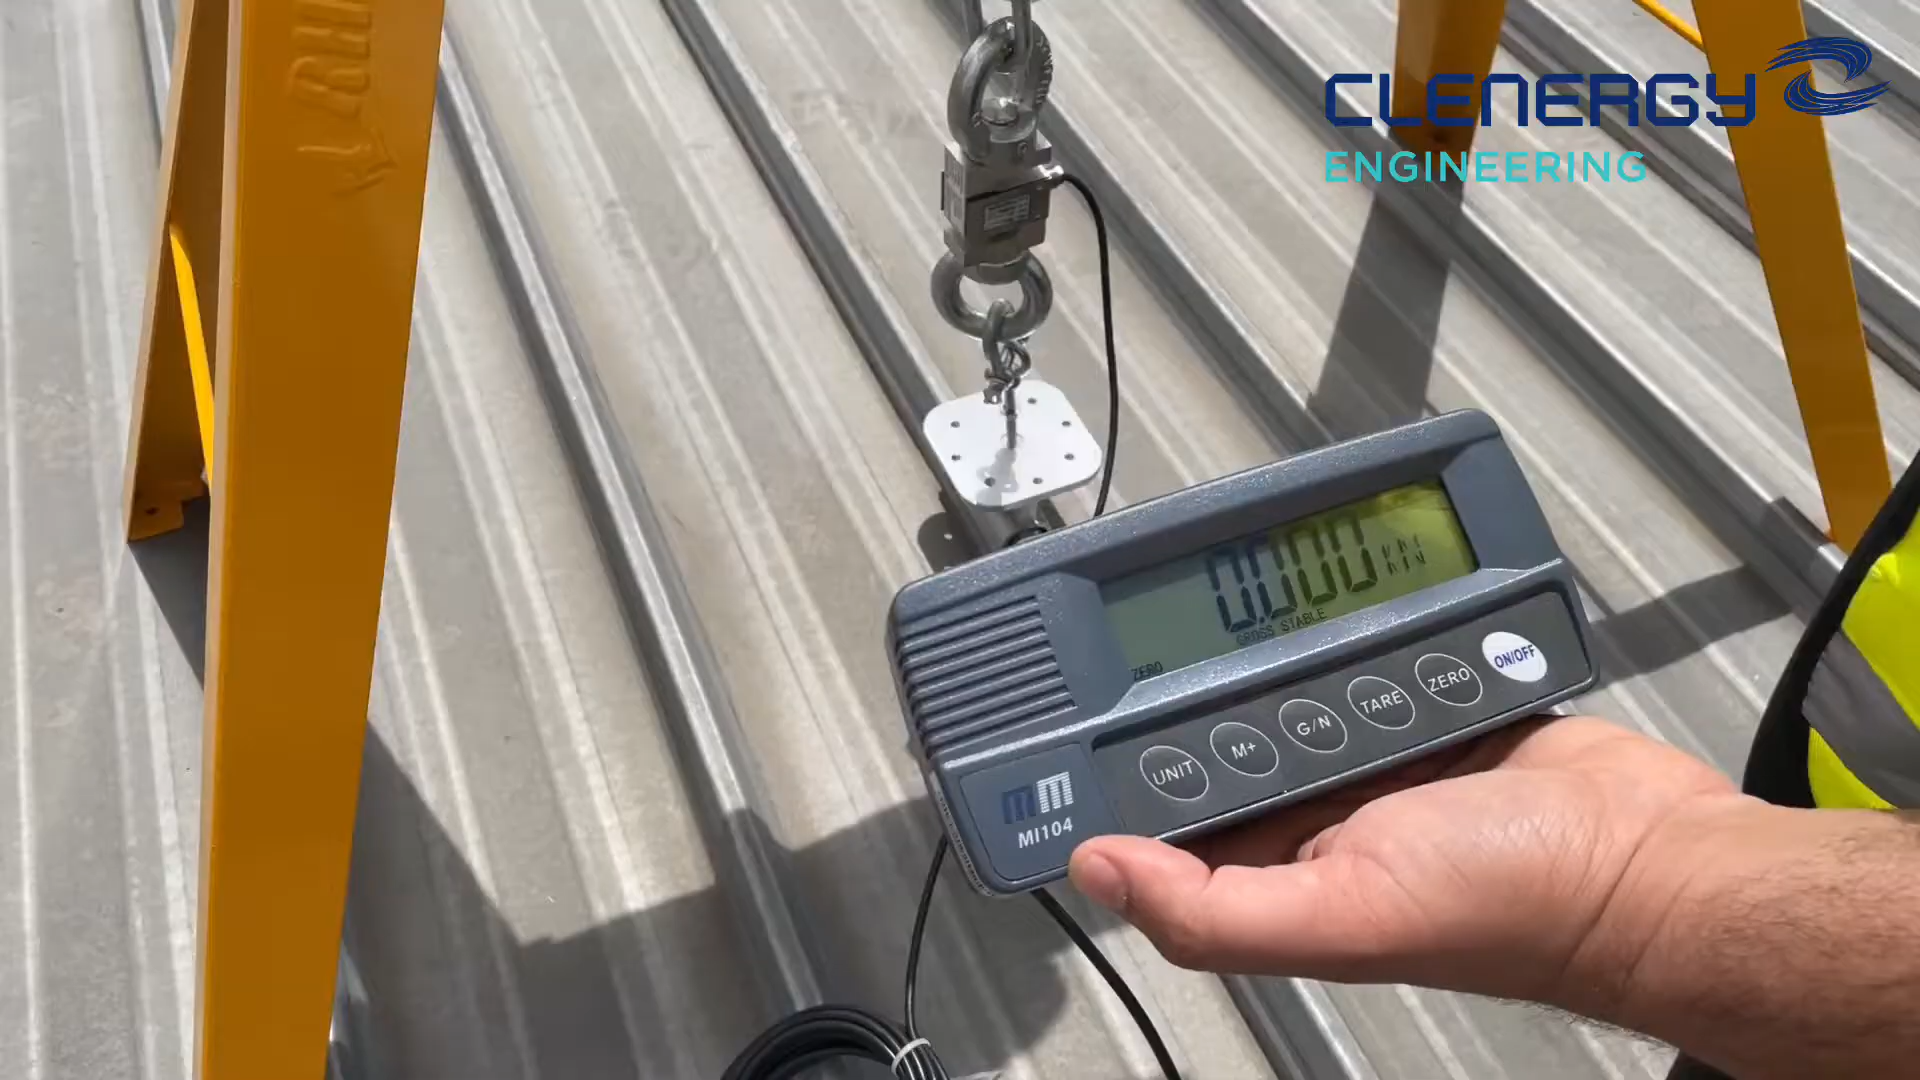 CLENERGY
ENGINEERING
0.000 kN
GROSS STABLE
ZERO
UNIT
M+
G/N
TARE
ZERO
ON/OFF
MI104